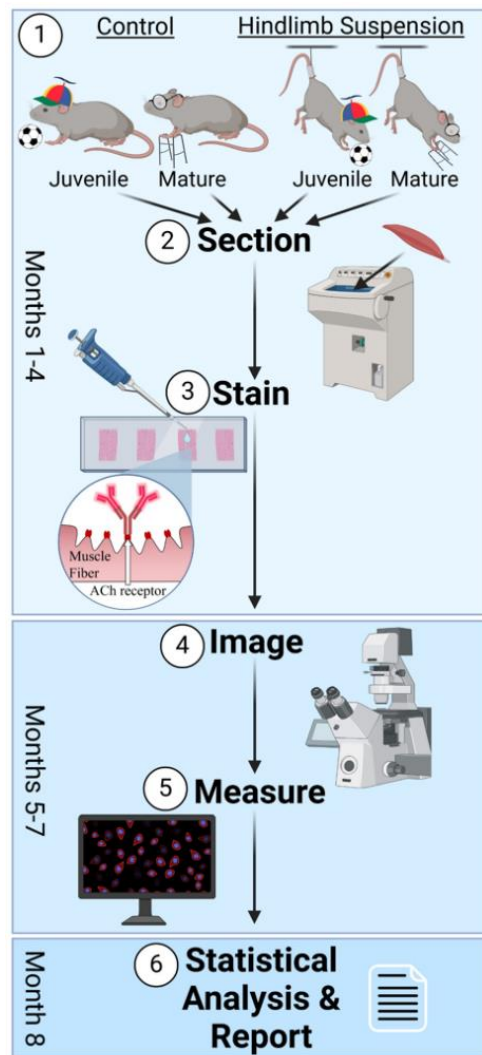 1
Control
Hindlimb Suspension
Juvenile
Mature
Juvenile
Mature
Months 1-4
2
Section
3
Stain
Muscle
Fiber
ACh receptor
Months 5-7
4
Image
5
Measure
Month 8
6
Statistical
Analysis &
Report